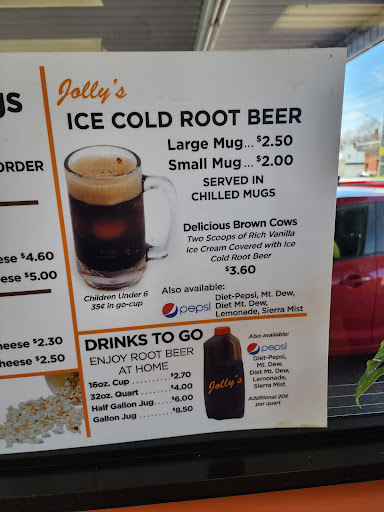 us
ORDER
ese $4.60
ese $5.00
heese $2.30
heese $2.50
Jolly's
ICE COLD ROOT BEER
Large Mug... $2.50
Small Mug... $2.00
SERVED IN
CHILLED MUGS
Delicious Brown Cows
Two Scoops of Rich Vanilla
Ice Cream Covered with Ice
Cold Root Beer
$3.60
Children Under 6
35¢ in go-cup
Also available:
pepsi
Diet-Pepsi, Mt. Dew,
Diet Mt. Dew,
Lemonade, Sierra Mist
DRINKS TO GO
ENJOY ROOT BEER
AT HOME
16oz. Cup ..........$2.70
32oz. Quart ........$4.00
Half Gallon Jug....$6.00
Gallon Jug ..........$8.50
Jolly's
Also available:
pepsi
Diet-Pepsi,
Mt. Dew,
Diet Mt. Dew,
Lemonade,
Sierra Mist
Additional 20¢
per quart